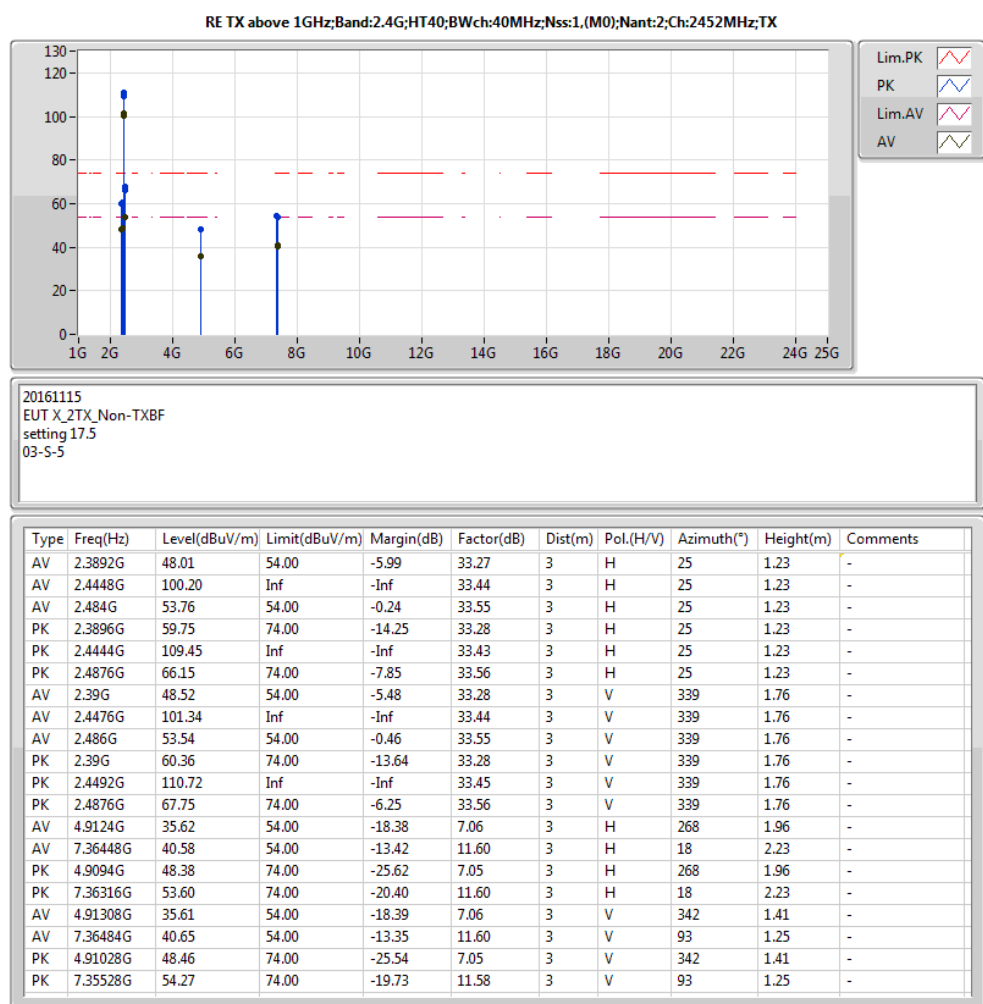 RE TX above 1GHz;Band:2.4G;HT40;BWch:40MHz;Nss:1,(M0);Nant:2;Ch:2452MHz;TX
130
120
100
80
60
40
20
0
1G 2G 4G 6G 8G 10G 12G 14G 16G 18G 20G 22G 24G 25G
Lim.PK
PK
Lim.AV
AV
20161115
EUT X_2TX_Non-TXBF
setting 17.5
03-S-5
Type Freq(Hz) Level(dBuV/m) Limit(dBuV/m) Margin(dB) Factor(dB) Dist(m) Pol.(H/V) Azimuth(°) Height(m) Comments
AV 2.3892G 48.01 54.00 -5.99 33.27 3 H 25 1.23 -
AV 2.4448G 100.20 Inf -Inf 33.44 3 H 25 1.23 -
AV 2.484G 53.76 54.00 -0.24 33.55 3 H 25 1.23 -
PK 2.3896G 59.75 74.00 -14.25 33.28 3 H 25 1.23 -
PK 2.4444G 109.45 Inf -Inf 33.43 3 H 25 1.23 -
PK 2.4876G 66.15 74.00 -7.85 33.56 3 H 25 1.23 -
AV 2.39G 48.52 54.00 -5.48 33.28 3 V 339 1.76 -
AV 2.4476G 101.34 Inf -Inf 33.44 3 V 339 1.76 -
AV 2.486G 53.54 54.00 -0.46 33.55 3 V 339 1.76 -
PK 2.39G 60.36 74.00 -13.64 33.28 3 V 339 1.76 -
PK 2.4492G 110.72 Inf -Inf 33.45 3 V 339 1.76 -
PK 2.4876G 67.75 74.00 -6.25 33.56 3 V 339 1.76 -
AV 4.9124G 35.62 54.00 -18.38 7.06 3 H 268 1.96 -
AV 7.36448G 40.58 54.00 -13.42 11.60 3 H 18 2.23 -
PK 4.9094G 48.38 74.00 -25.62 7.05 3 H 268 1.96 -
PK 7.36316G 53.60 74.00 -20.40 11.60 3 H 18 2.23 -
AV 4.91308G 35.61 54.00 -18.39 7.06 3 V 342 1.41 -
AV 7.36484G 40.65 54.00 -13.35 11.60 3 V 93 1.25 -
PK 4.91028G 48.46 74.00 -25.54 7.05 3 V 342 1.41 -
PK 7.35528G 54.27 74.00 -19.73 11.58 3 V 93 1.25 -